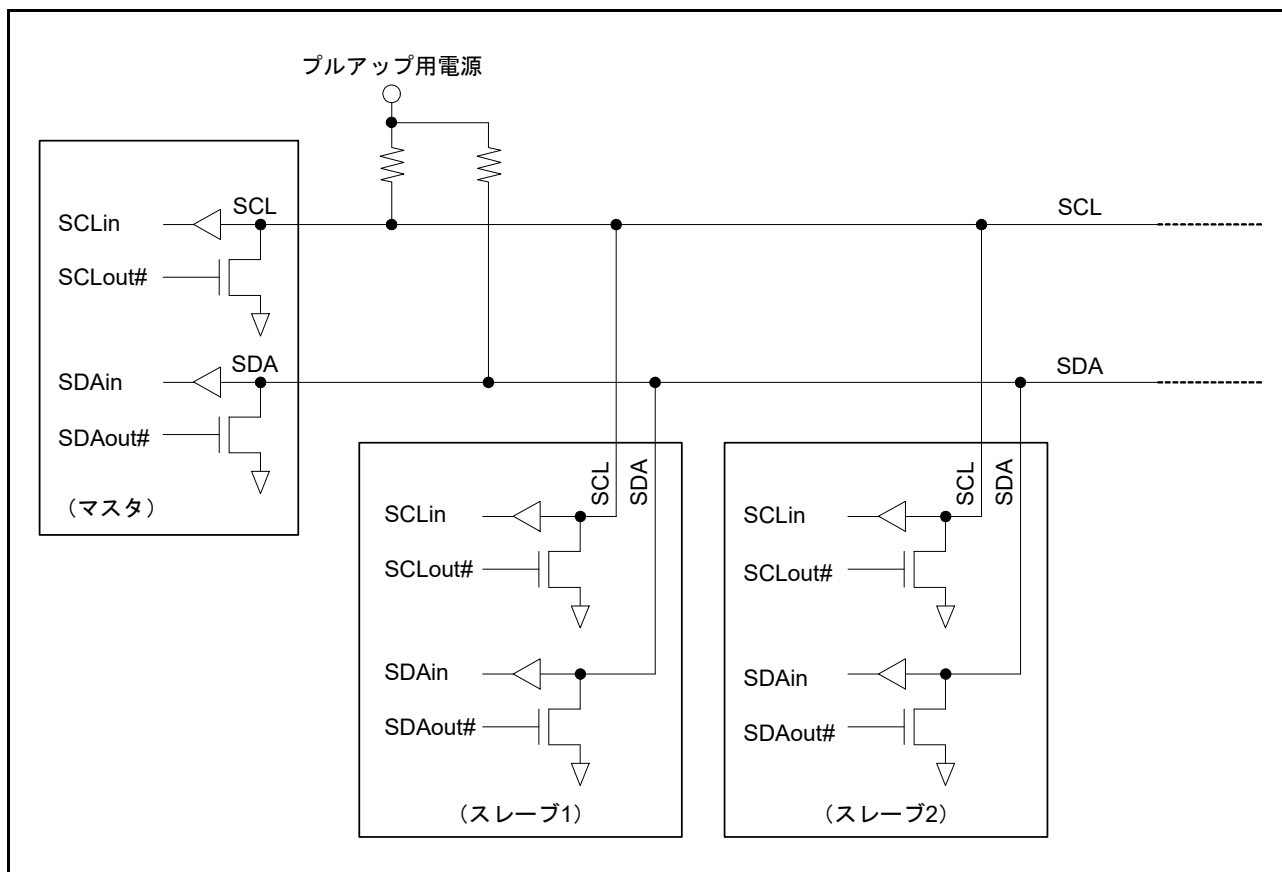 プルアップ用電源
SCL
SCLin
SCLout#
SDA
SDAin
SDAout#
(マスタ)
SCL
SDA
SCL
SDA
SCLin
SCLout#
SDAin
SDAout#
(スレーブ1)
SCL
SDA
SCLin
SCLout#
SDAin
SDAout#
(スレーブ2)